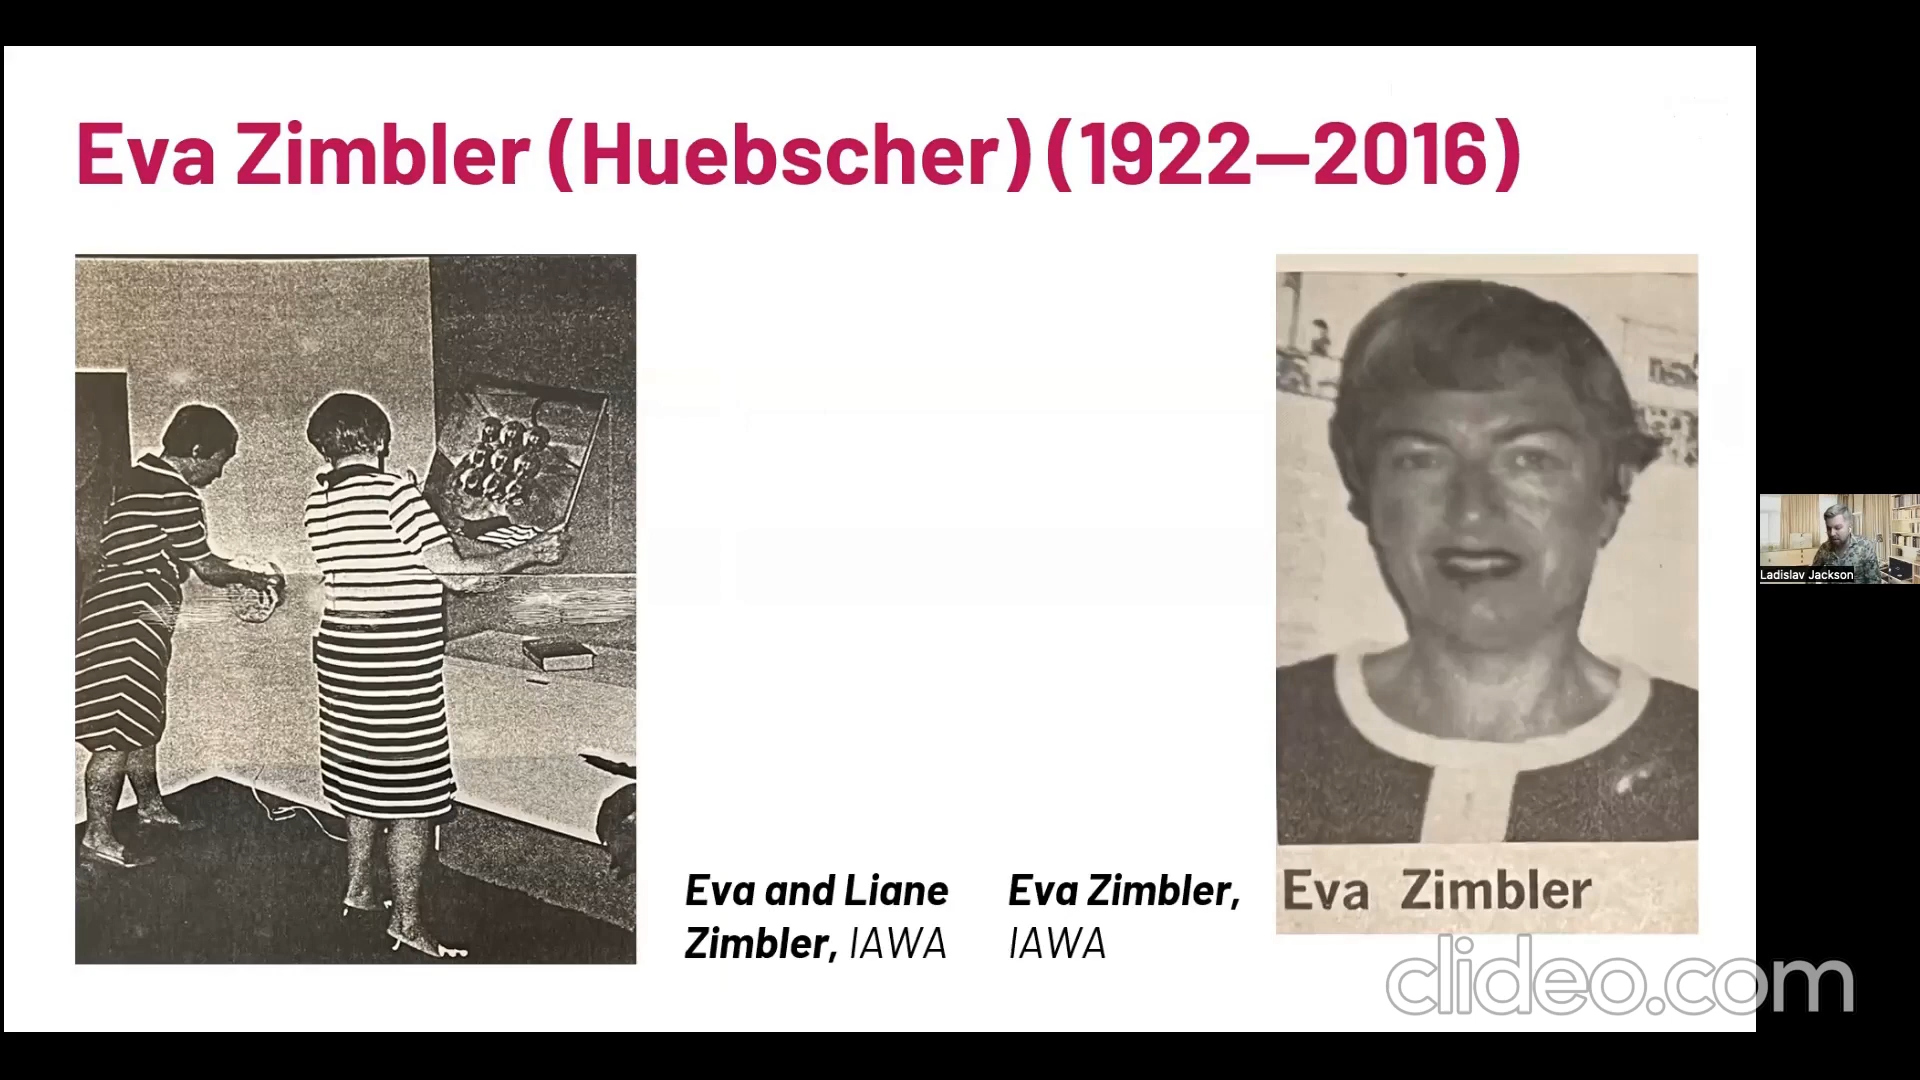 Eva Zimbler (Huebscher) (1922—2016)
Eva and Liane
Zimbler, IAWA
Eva Zimbler,
IAWA
Eva Zimbler
Ladislav Jackson
clideo.com